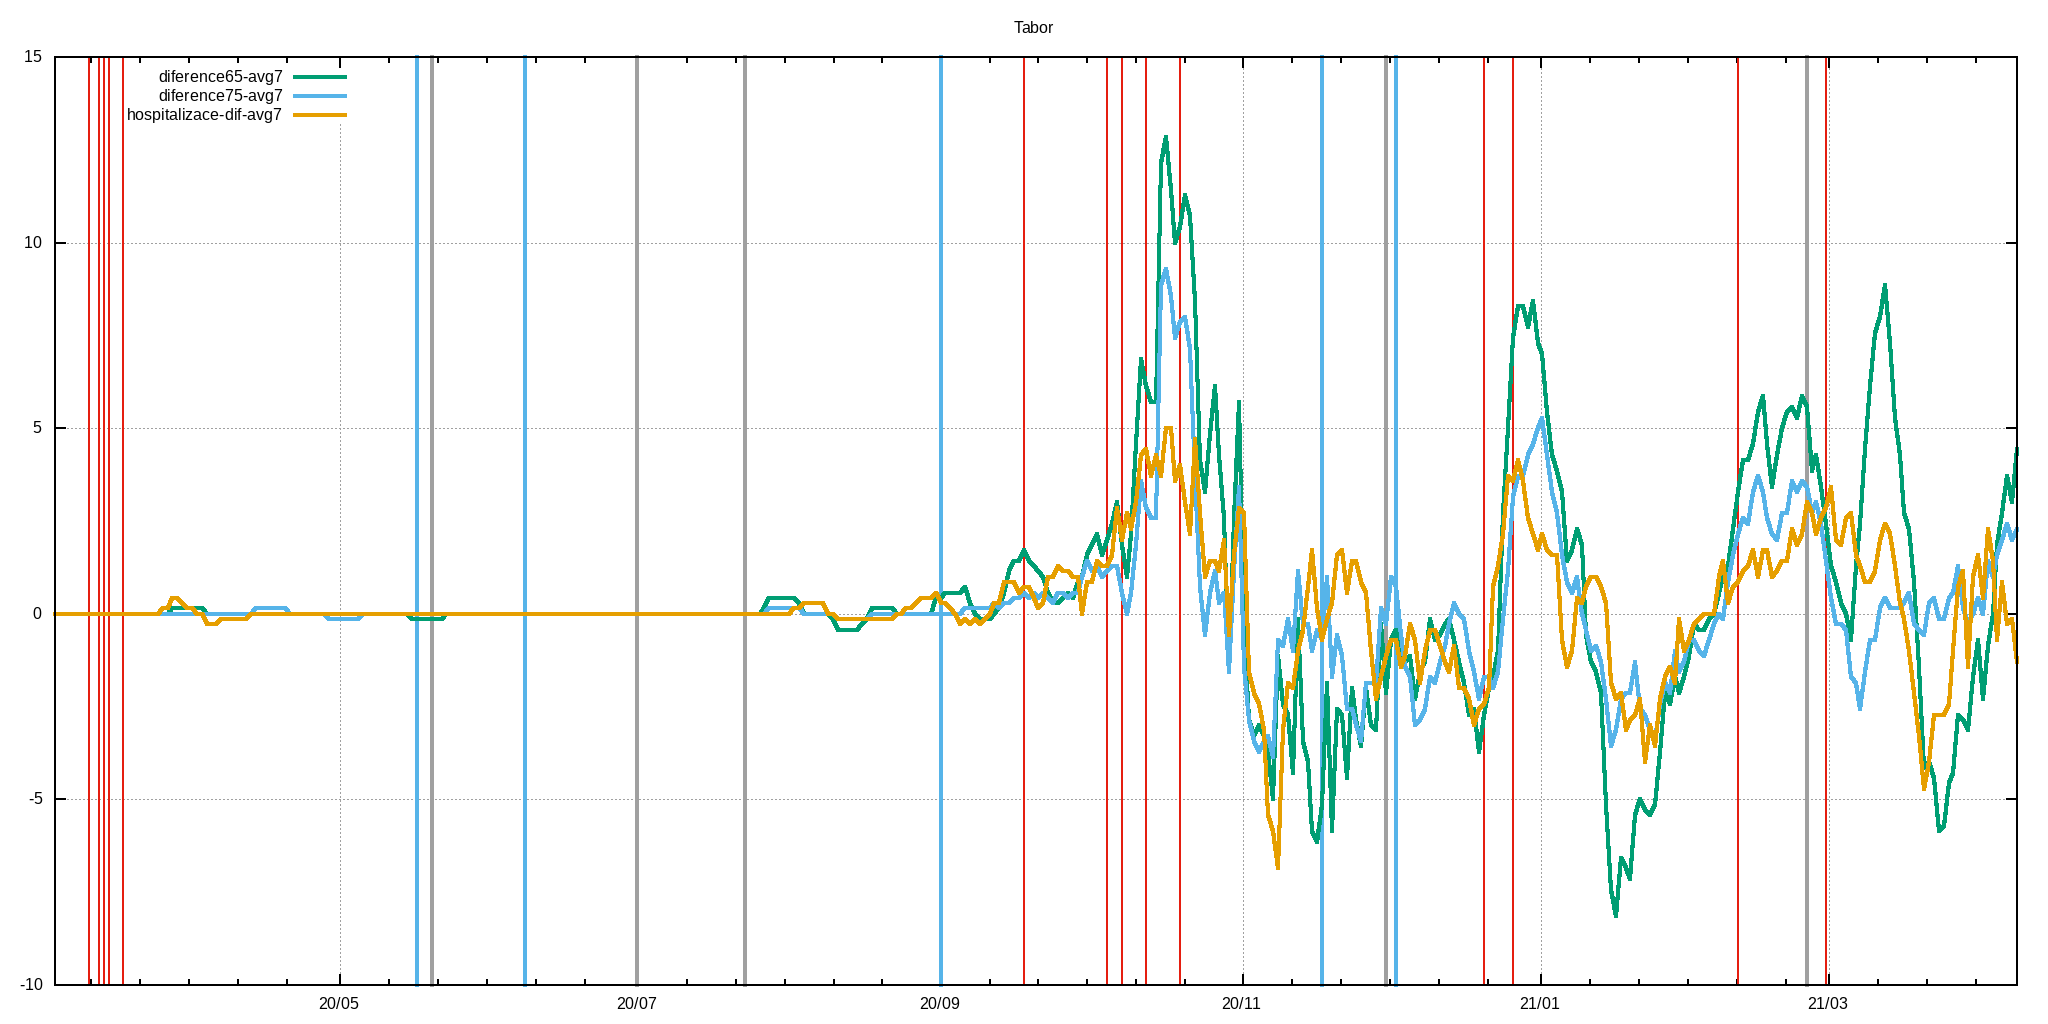 Tabor
15
diference65-avg7
diference75-avg7
hospitalizace-dif-avg7
10
5
0
-5
-10
20/05 20/07 20/09 20/11 21/01 21/03